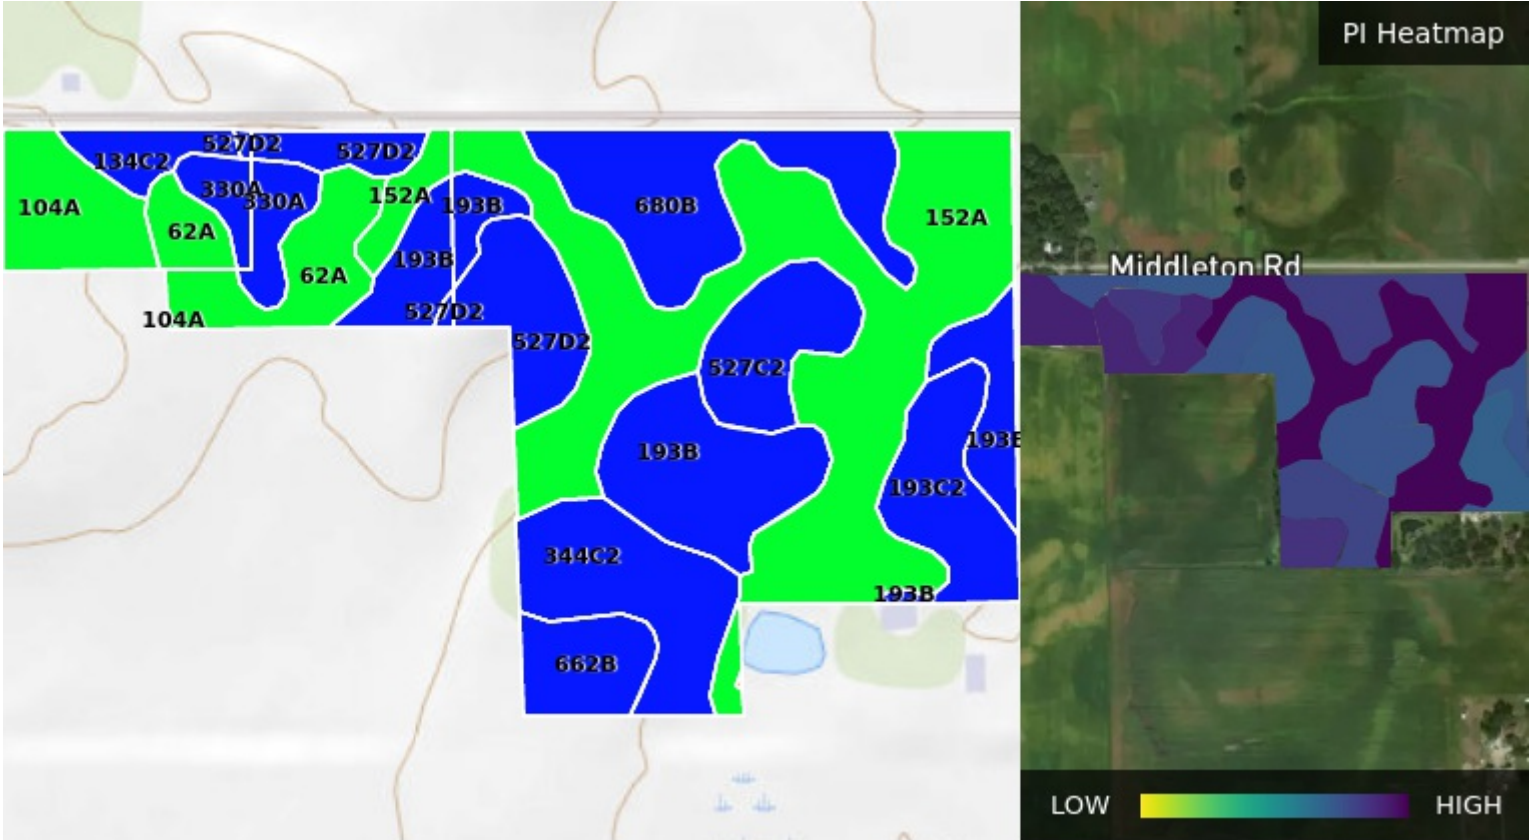 PI Heatmap
527D2
527D2
134C2
330A
330A
152A
193B
680B
104A
62A
152A
193B
62A
527D2
104A
527D2
527C2
193B
193B
193C2
344C2
193B
662B
Middleton Rd
LOW
HIGH